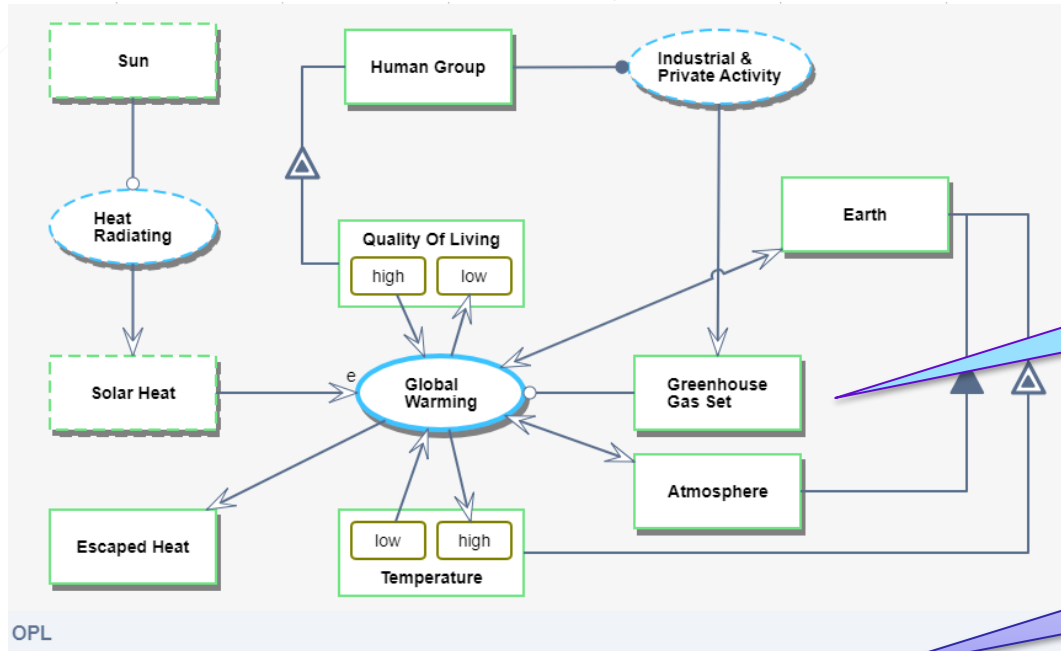 Sun
Human Group
Industrial &
Private Activity
Heat
Radiating
Earth
Quality Of Living
high
low
Solar Heat
e
Global
Warming
Greenhouse
Gas Set
Atmosphere
Escaped Heat
low
high
Temperature
OPL